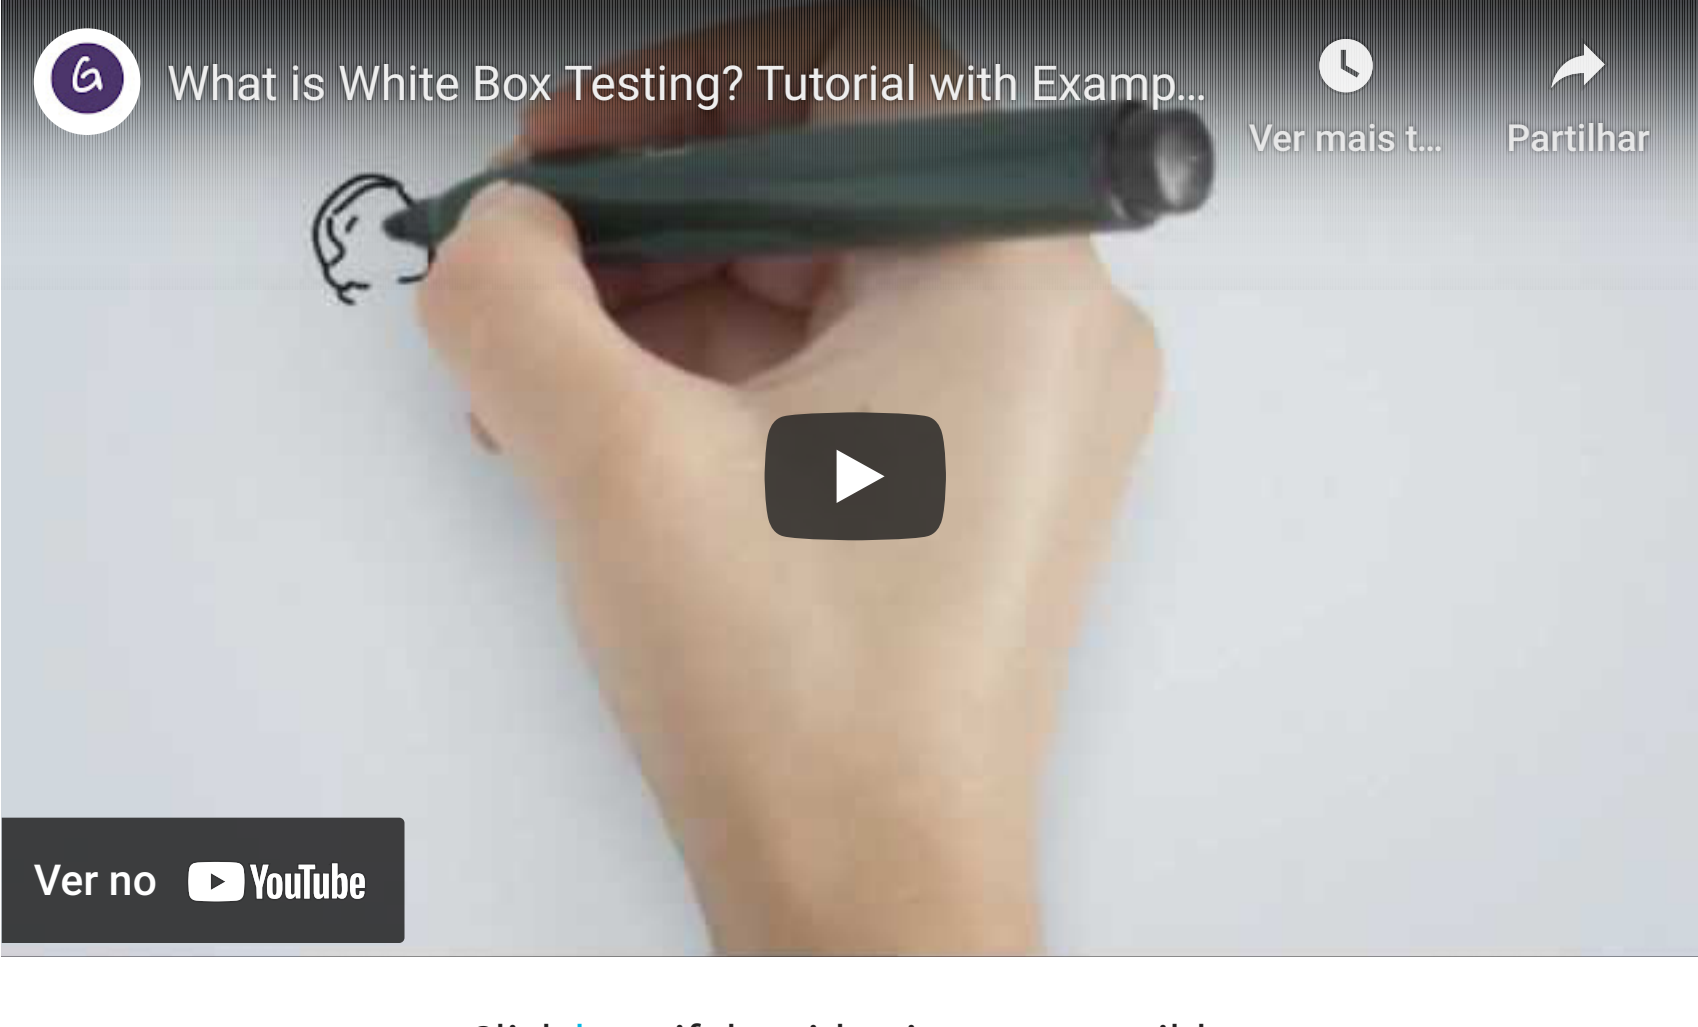 G
What is White Box Testing? Tutorial with Examp...
Ver mais t...
Partilhar
Ver no YouTube